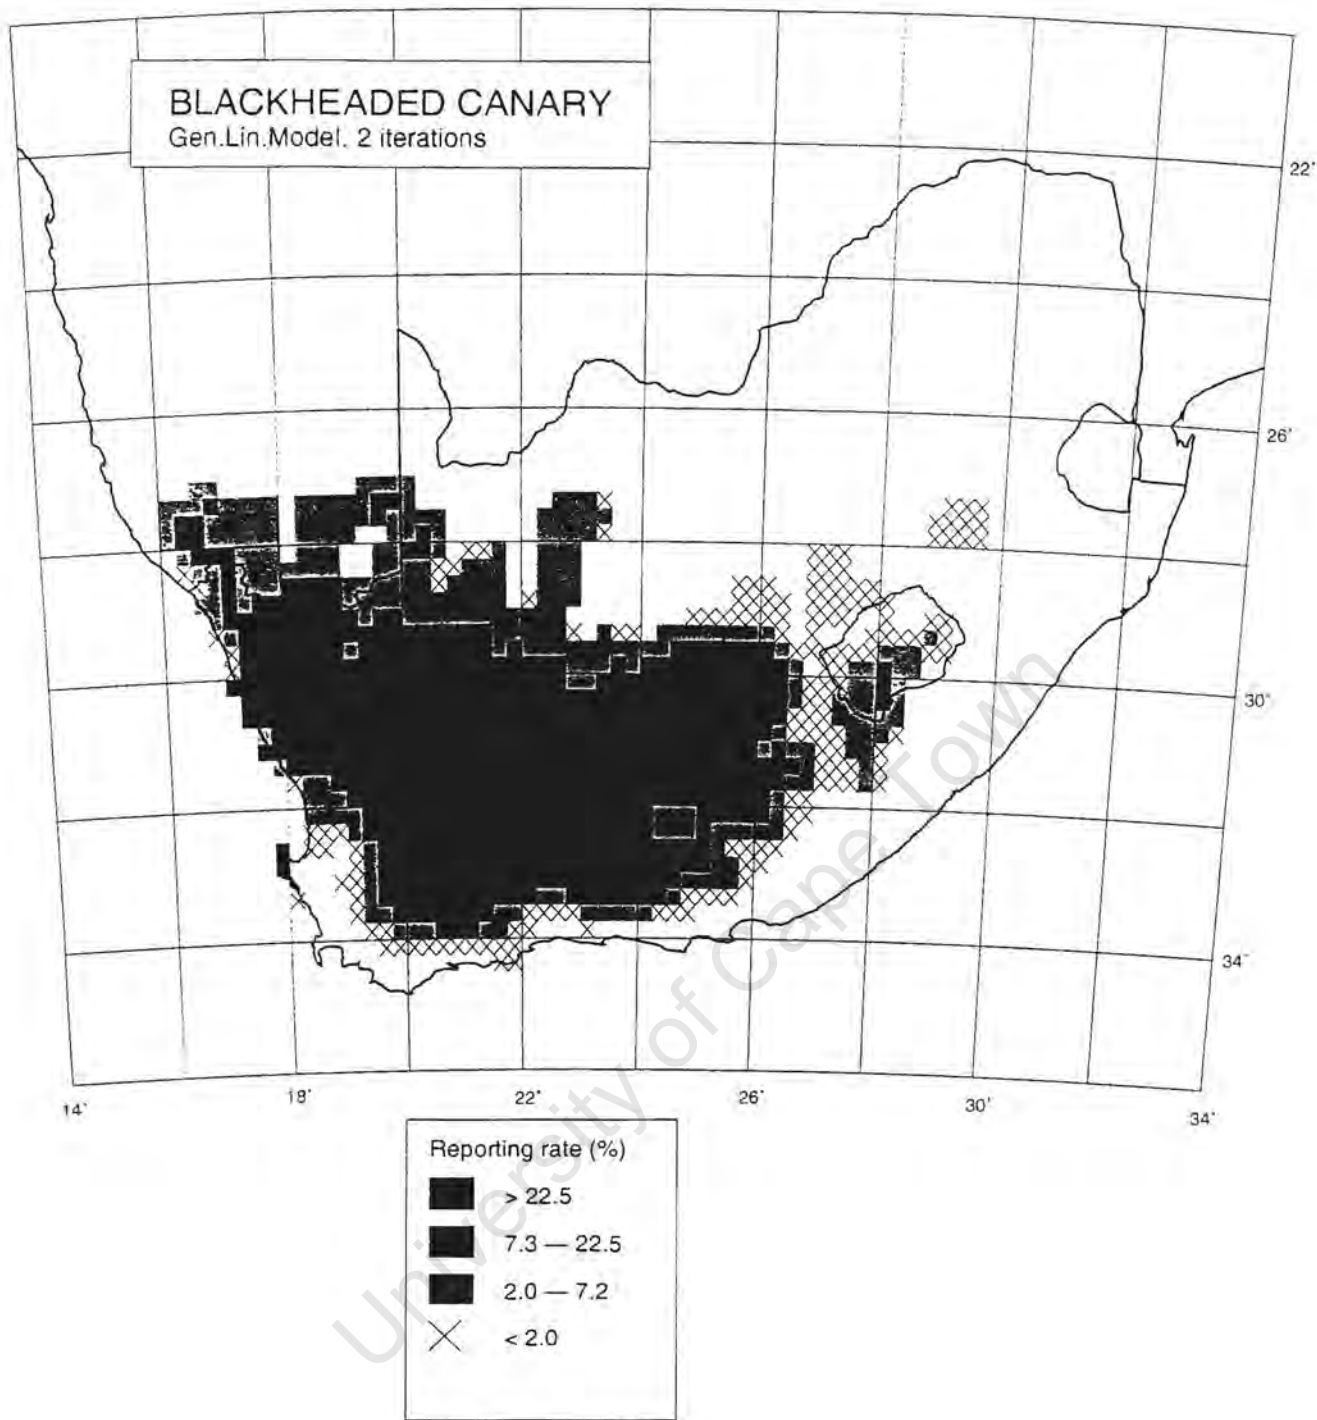 BLACKHEADED CANARY
Gen.Lin.Model. 2 iterations
22°
26°
30°
34°
14°
18°
22°
26°
30°
34°
Reporting rate (%)
> 22.5
7.3 — 22.5
2.0 — 7.2
< 2.0
University of Cape Town